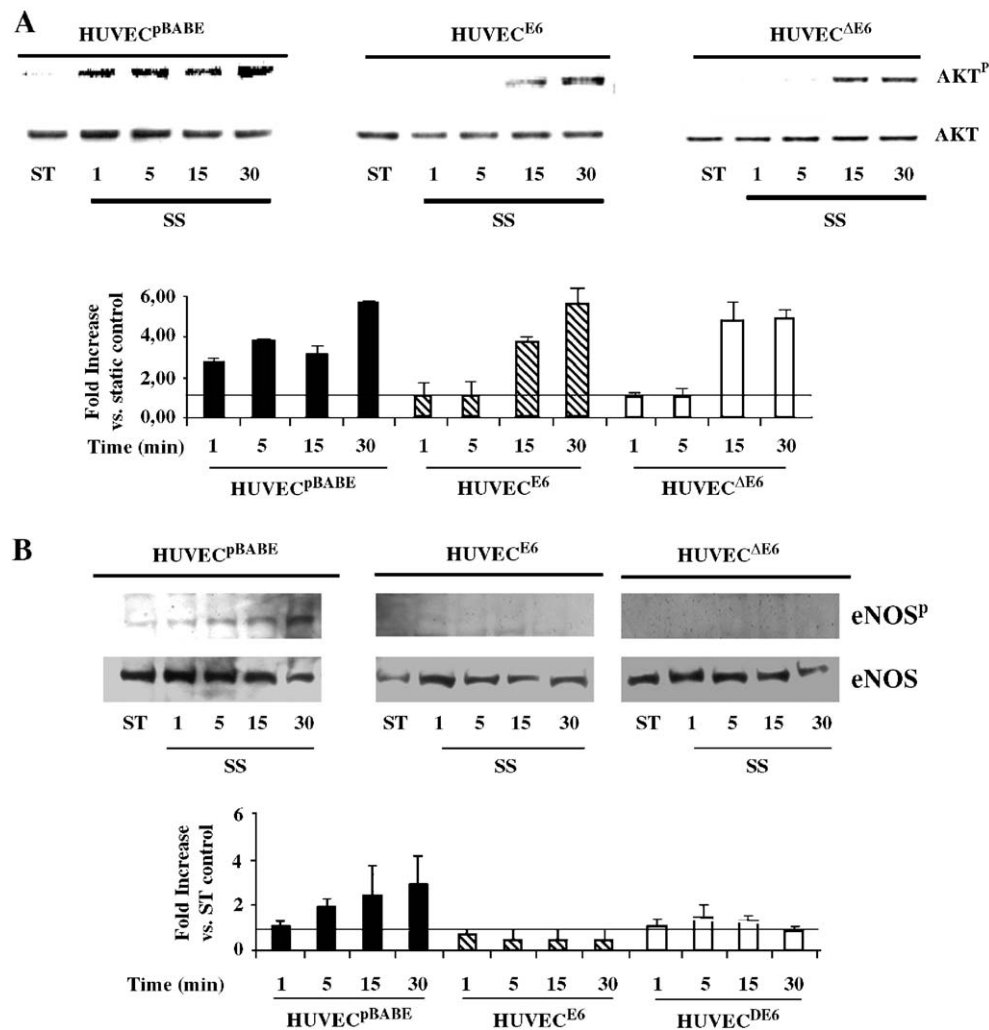 A
HUVECpBABE HUVECE6 HUVECΔE6
AKTP
AKT
ST 1 5 15 30 ST 1 5 15 30 ST 1 5 15 30
SS SS SS
Fold Increase
vs. static control
6,00
4,00
2,00
0,00
Time (min) 1 5 15 30 1 5 15 30 1 5 15 30
HUVECpBABE HUVECE6 HUVECΔE6
B
HUVECpBABE HUVECE6 HUVECΔE6
eNOSp
eNOS
ST 1 5 15 30 ST 1 5 15 30 ST 1 5 15 30
SS SS SS
Fold Increase
vs. ST control
6
4
2
0
Time (min) 1 5 15 30 1 5 15 30 1 5 15 30
HUVECpBABE HUVECE6 HUVECDE6